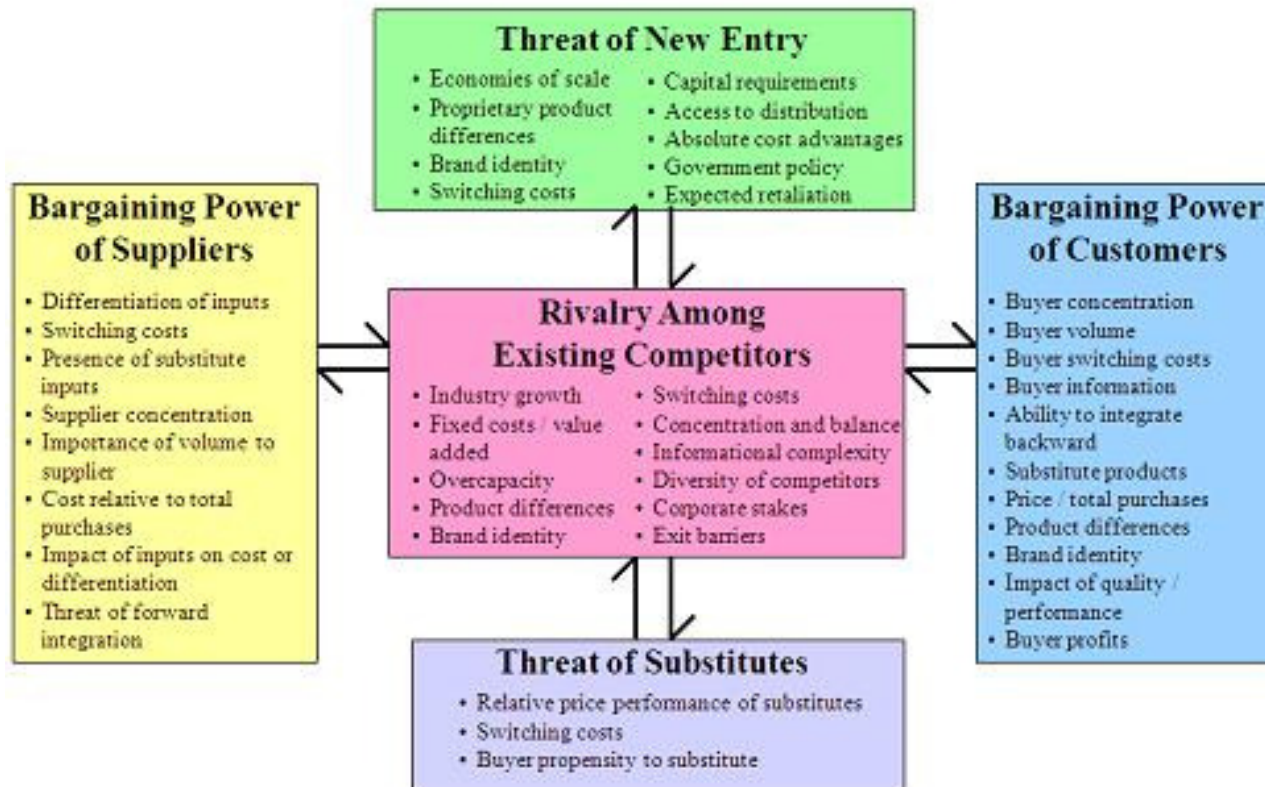 Threat of New Entry
• Economies of scale
• Proprietary product
differences
• Brand identity
• Switching costs
• Capital requirements
• Access to distribution
• Absolute cost advantages
• Government policy
• Expected retaliation
Bargaining Power
of Suppliers
• Differentiation of inputs
• Switching costs
• Presence of substitute
inputs
• Supplier concentration
• Importance of volume to
supplier
• Cost relative to total
purchases
• Impact of inputs on cost or
differentiation
• Threat of forward
integration
Rivalry Among
Existing Competitors
• Industry growth
• Fixed costs / value
added
• Overcapacity
• Product differences
• Brand identity
• Switching costs
• Concentration and balance
• Informational complexity
• Diversity of competitors
• Corporate stakes
• Exit barriers
Bargaining Power
of Customers
• Buyer concentration
• Buyer volume
• Buyer switching costs
• Buyer information
• Ability to integrate
backward
• Substitute products
• Price / total purchases
• Product differences
• Brand identity
• Impact of quality /
performance
• Buyer profits
Threat of Substitutes
• Relative price performance of substitutes
• Switching costs
• Buyer propensity to substitute